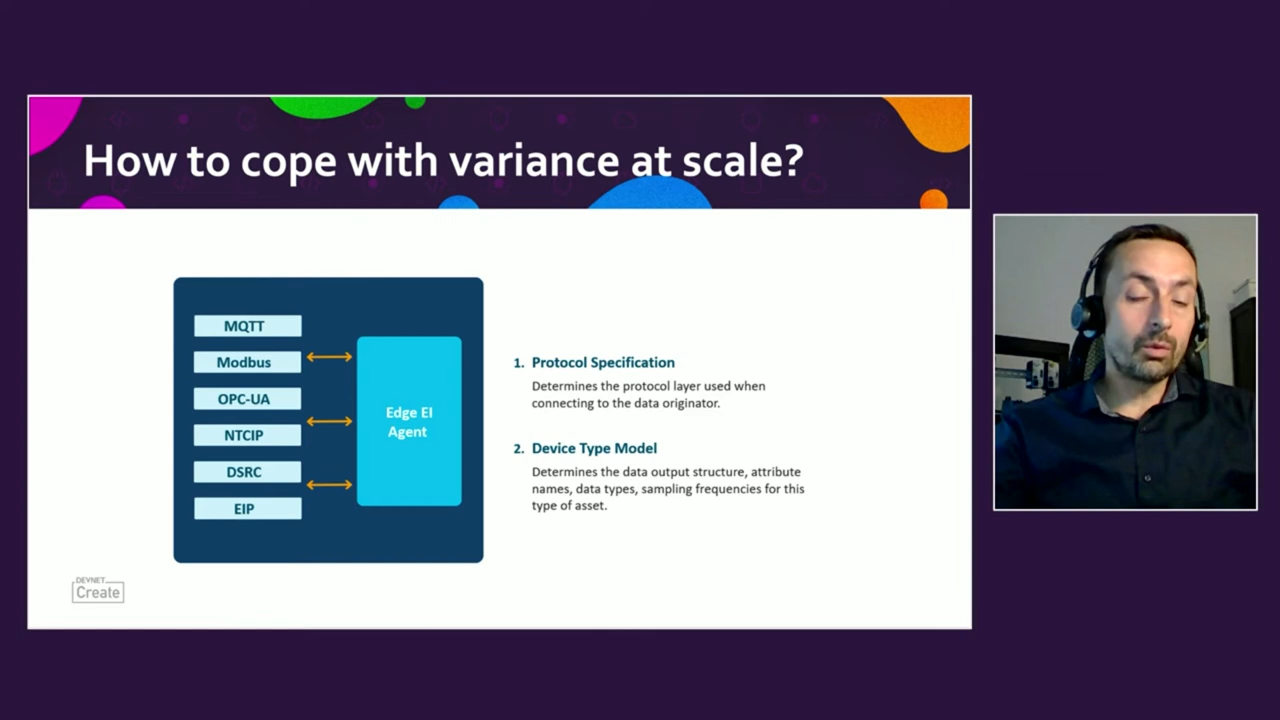 How to cope with variance at scale?
MQTT
Modbus
OPC-UA
NTCIP
DSRC
EIP
Edge EI
Agent
1. Protocol Specification
Determines the protocol layer used when
connecting to the data originator.
2. Device Type Model
Determines the data output structure, attribute
names, data types, sampling frequencies for this
type of asset.
DEVNET
Create